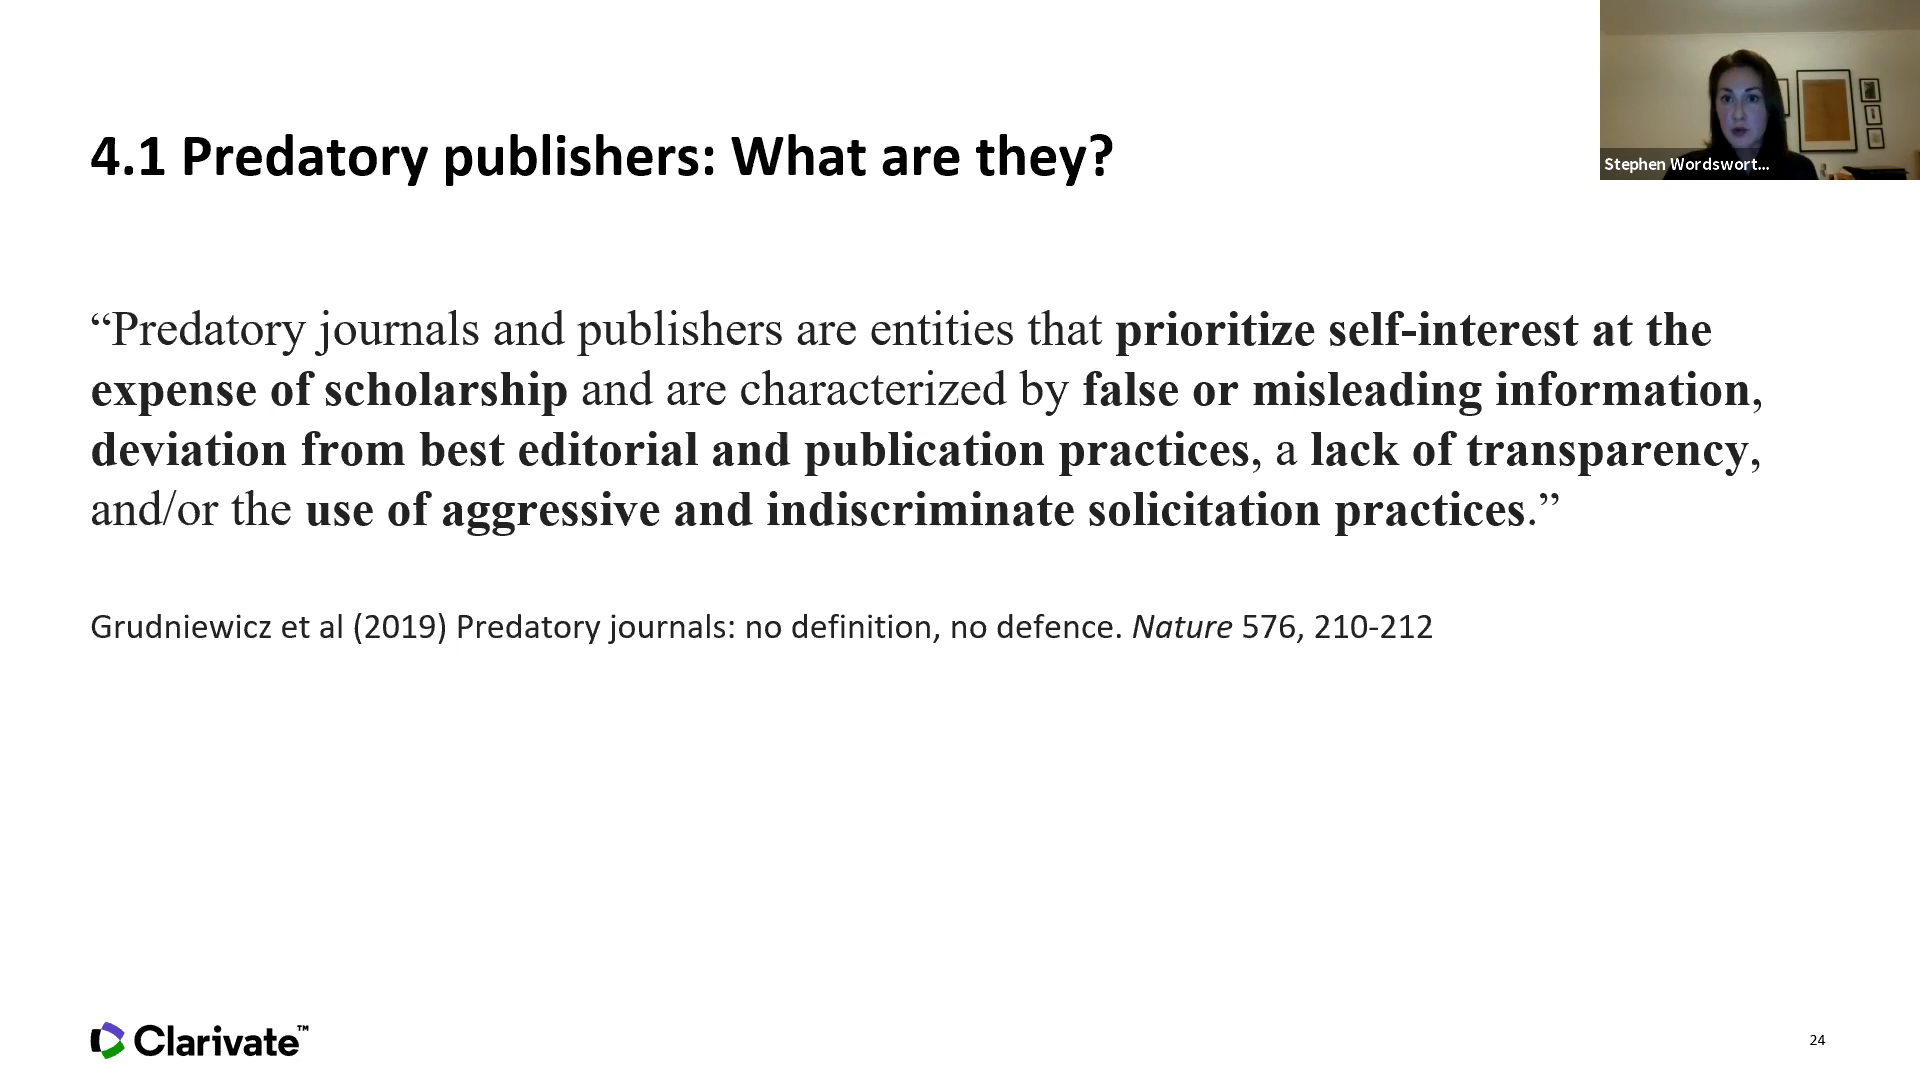 4.1 Predatory publishers: What are they?
Stephen Wordswort...
“Predatory journals and publishers are entities that prioritize self-interest at the
expense of scholarship and are characterized by false or misleading information,
deviation from best editorial and publication practices, a lack of transparency,
and/or the use of aggressive and indiscriminate solicitation practices.”
Grudniewicz et al (2019) Predatory journals: no definition, no defence. Nature 576, 210-212
Clarivate™
24